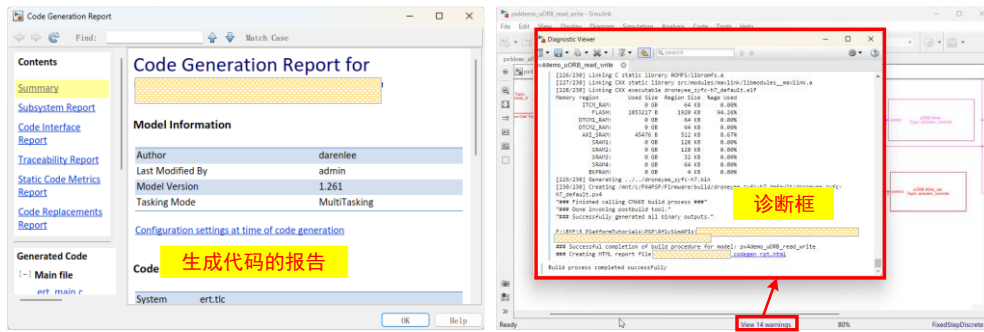 Code Generation Report
Find:
Match Case
Contents
Summary
Subsystem Report
Code Interface
Report
Traceability Report
Static Code Metrics
Report
Code Replacements
Report
Generated Code
[-] Main file
ert_main.c
Code Generation Report for
Model Information
Author darenlee
Last Modified By admin
Model Version 1.261
Tasking Mode MultiTasking
Configuration settings at time of code generation
生成代码的报告
Code
System ert.tlc
OK Help
px4demo_uORB_read_write - Simulink
File Edit View Display Diagram Simulation Analysis Code Tools Help
Diagnostic Viewer
px4demo_uORB_read_write
[226/230] Linking C static library ROMFS/libromfs.a
[227/230] Linking CXX static library src/modules/mavlink/libmodules__mavlink.a
[228/230] Linking CXX executable droneyee_zyfc-h7_default.elf
Memory region Used Size Region Size %age Used
ITCM_RAM: 0 GB 64 KB 0.00%
FLASH: 1853217 B 1920 KB 94.26%
DTCM1_RAM: 0 GB 64 KB 0.00%
DTCM2_RAM: 0 GB 64 KB 0.00%
AXI_SRAM: 45476 B 512 KB 8.67%
SRAM1: 0 GB 128 KB 0.00%
SRAM2: 0 GB 128 KB 0.00%
SRAM3: 0 GB 32 KB 0.00%
SRAM4: 0 GB 64 KB 0.00%
BKPRAM: 0 GB 4 KB 0.00%
[229/230] Generating ../../droneyee_zyfc-h7.bin
[230/230] Creating /mnt/c/PX4PSP/Firmware/build/droneyee_zyfc-h7_default/droneyee_zyfc-
h7_default.px4
"### Finished calling CMAKE build process ###"
"### Done invoking postbuild tool."
"### Successfully generated all binary outputs."
诊断框
### Successful completion of build procedure for model: px4demo_uORB_read_write
### Creating HTML report file codegen_rpt.html
Build process completed successfully
Ready
View 14 warnings
80%
FixedStepDiscrete